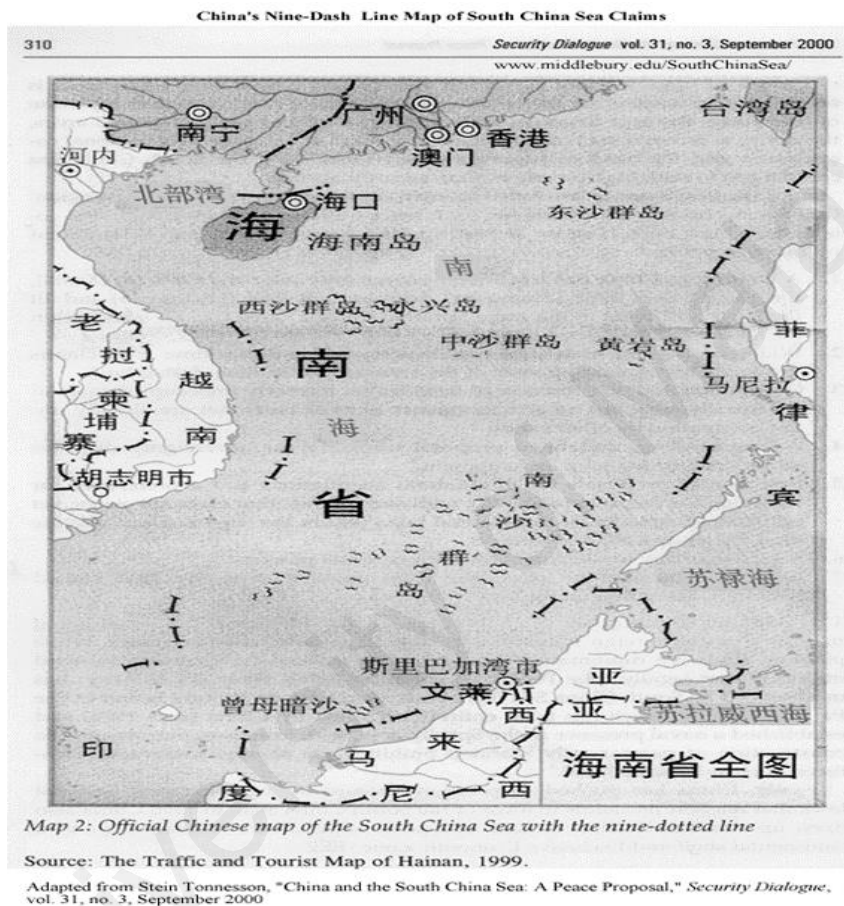 China's Nine-Dash Line Map of South China Sea Claims
310
Security Dialogue vol. 31, no. 3, September 2000
www.middlebury.edu/SouthChinaSea/
台湾岛
广州
南宁
香港
澳门
河内
北部湾
海口
海
海南岛
东沙群岛
南
西沙群岛
永兴岛
中沙群岛
黄岩岛
菲
老
挝
南
马尼拉
越
柬
律
埔
海
南
寨
胡志明市
南
宾
省
沙
群
苏禄海
岛
斯里巴加湾市
亚
文莱
西
亚
曾母暗沙
苏拉威西海
来
印
马
海南省全图
度
尼
西
Map 2: Official Chinese map of the South China Sea with the nine-dotted line
Source: The Traffic and Tourist Map of Hainan, 1999.
Adapted from Stein Tonnesson, "China and the South China Sea: A Peace Proposal," Security Dialogue,
vol. 31, no. 3, September 2000